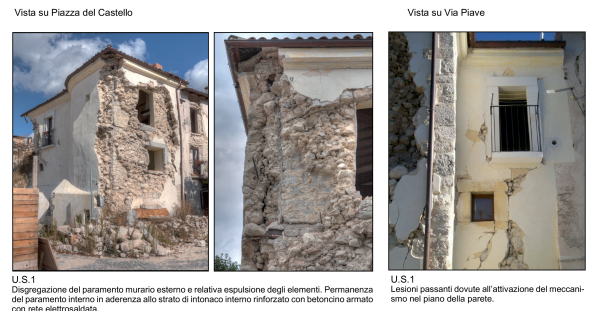 Vista su Piazza del Castello
Vista su Via Piave
U.S.1
Disgregazione del paramento murario esterno e relativa espulsione degli elementi. Permanenza
del paramento interno in aderenza allo strato di intonaco interno rinforzato con betoncino armato
con rete elettrosaldata.
U.S.1
Lesioni passanti dovute all'attivazione del meccani-
smo nel piano della parete.